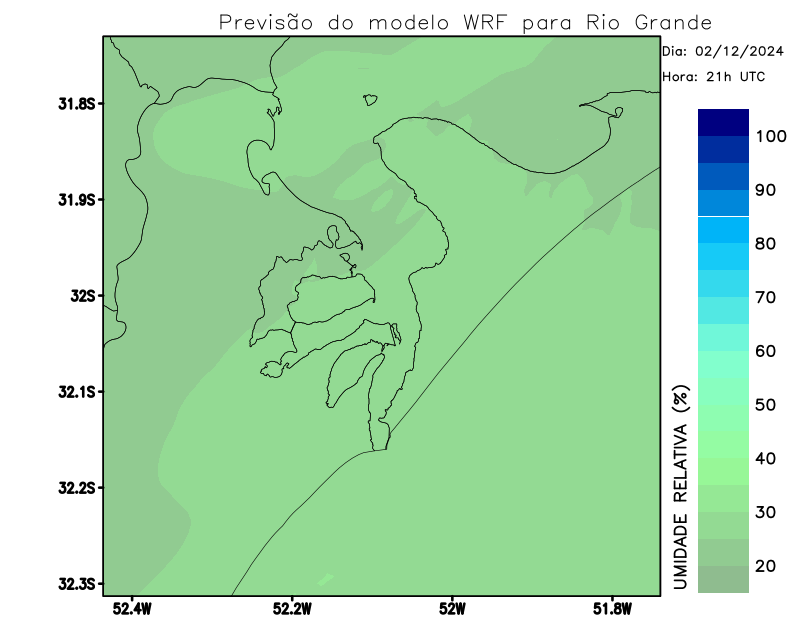 Previsão do modelo WRF para Rio Grande
Dia: 02/12/2024
Hora: 21h UTC
31.8S
31.9S
32S
32.1S
32.2S
32.3S
52.4W
52.2W
52W
51.8W
100
90
80
70
60
50
40
30
20
UMIDADE RELATIVA (%)